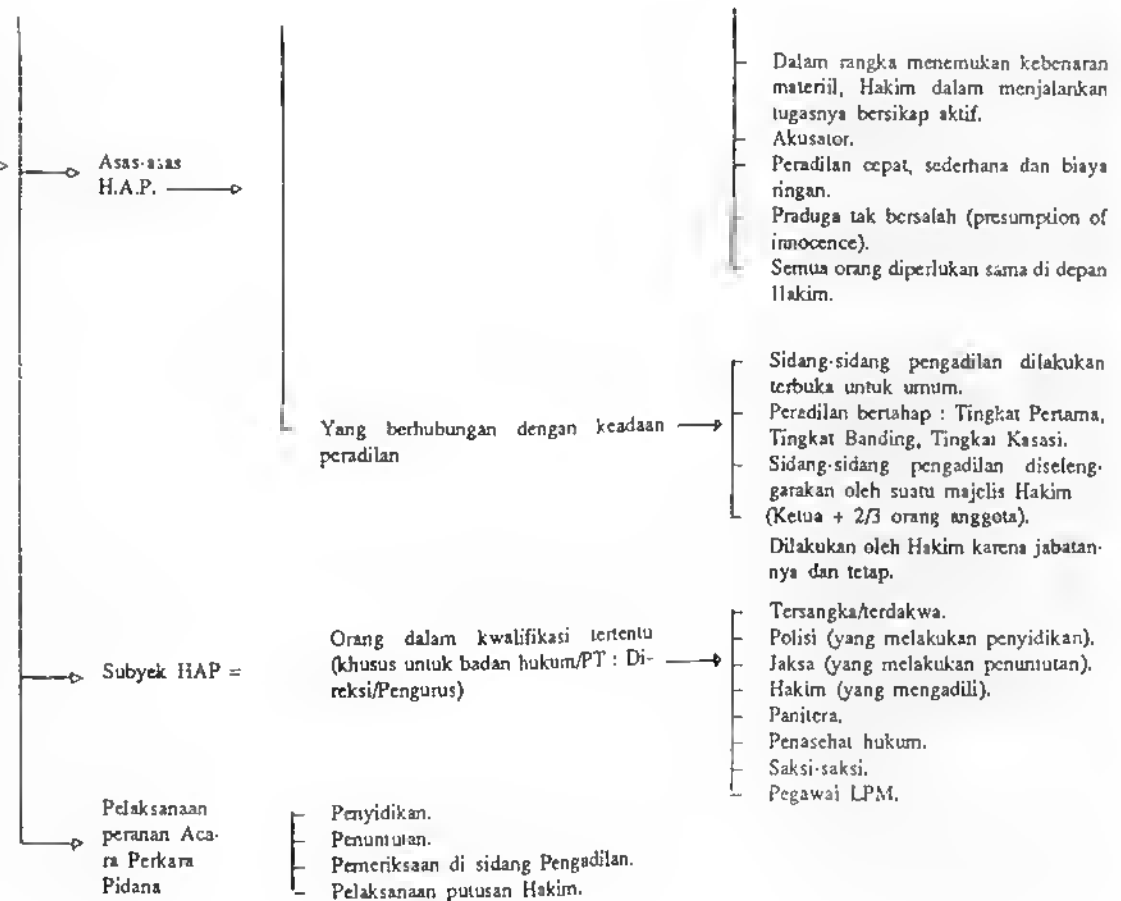 Dalam rangka menemukan kebenaran
materiil, Hakim dalam menjalankan
tugasnya bersikap aktif.
Akusator.
Peradilan cepat, sederhana dan biaya
ringan.
Praduga tak bersalah (presumption of
innocence).
Semua orang diperlukan sama di depan
Hakim.
Asas-asas
H.A.P.
Yang berhubungan dengan keadaan
peradilan
Sidang-sidang pengadilan dilakukan
terbuka untuk umum.
Peradilan bertahap : Tingkat Pertama,
Tingkat Banding, Tingkat Kasasi.
Sidang-sidang pengadilan diseleng-
garakan oleh suatu majelis Hakim
(Ketua + 2/3 orang anggota).
Dilakukan oleh Hakim karena jabatan-
nya dan tetap.
Subyek HAP =
Orang dalam kwalifikasi tertentu
(khusus untuk badan hukum/PT : Di-
reksi/Pengurus)
Tersangka/terdakwa.
Polisi (yang melakukan penyidikan).
Jaksa (yang melakukan penuntutan).
Hakim (yang mengadili).
Panitera.
Penasehat hukum.
Saksi-saksi.
Pegawai LPM.
Pelaksanaan
peranan Aca-
ra Perkara
Pidana
Penyidikan.
Penuntutan.
Pemeriksaan di sidang Pengadilan.
Pelaksanaan putusan Hakim.